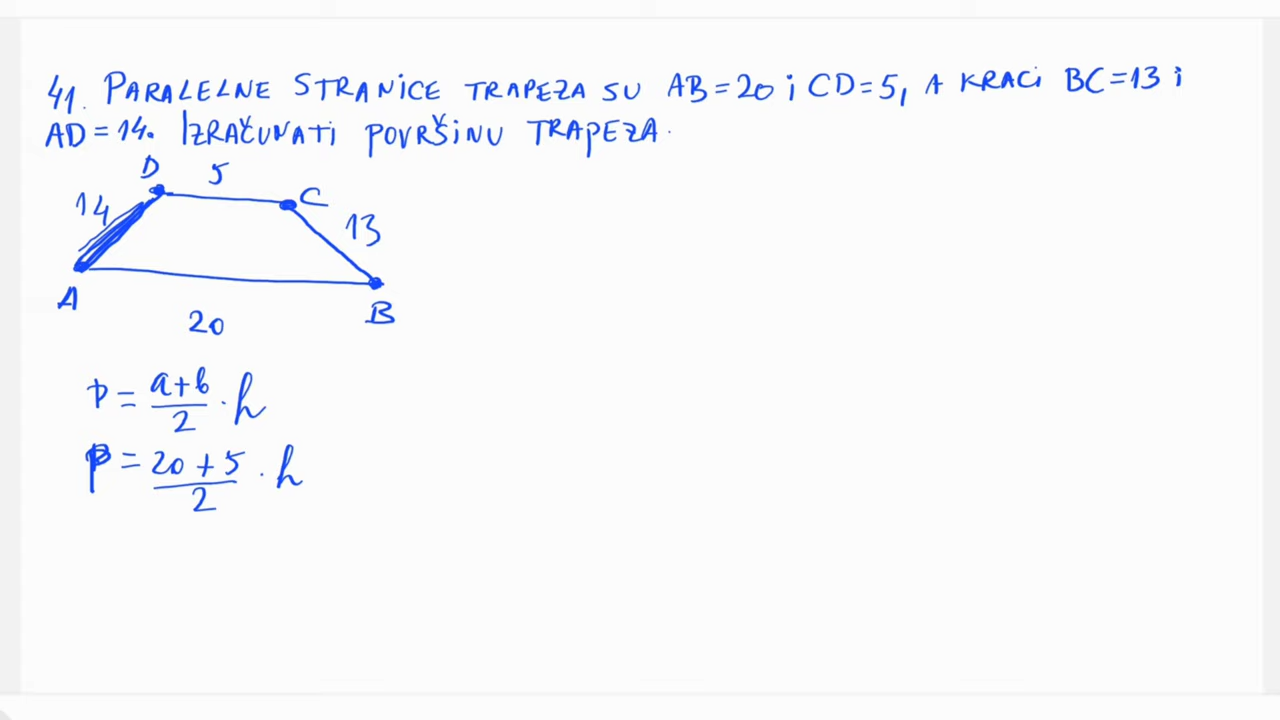 41. PARALELNE STRANICE TRAPEZA SU AB=20 i CD=5, A KRACI BC=13 i
AD=14. IZRAČUNATI POVRŠINU TRAPEZA.
D 5 C
14 13
A B
20
P = a+b/2 · h
P = 20+5/2 · h